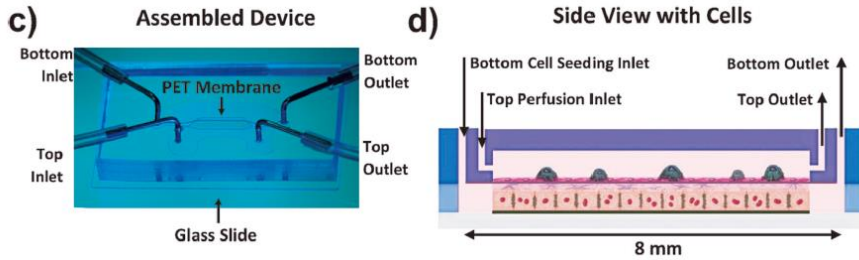 c)
Assembled Device
Bottom
Inlet
PET Membrane
Bottom
Outlet
Top
Inlet
Top
Outlet
Glass Slide
d)
Side View with Cells
Bottom Cell Seeding Inlet
Bottom Outlet
Top Perfusion Inlet
Top Outlet
8 mm